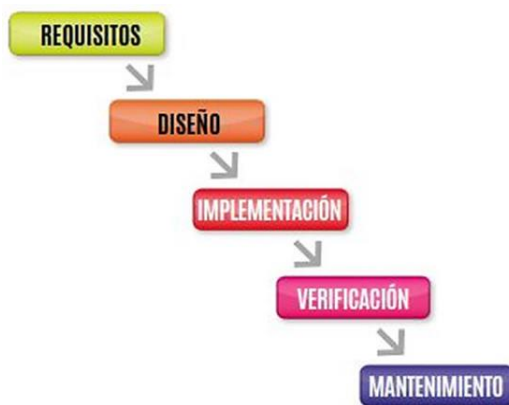 REQUISITOS
DISEÑO
IMPLEMENTACIÓN
VERIFICACIÓN
MANTENIMIENTO